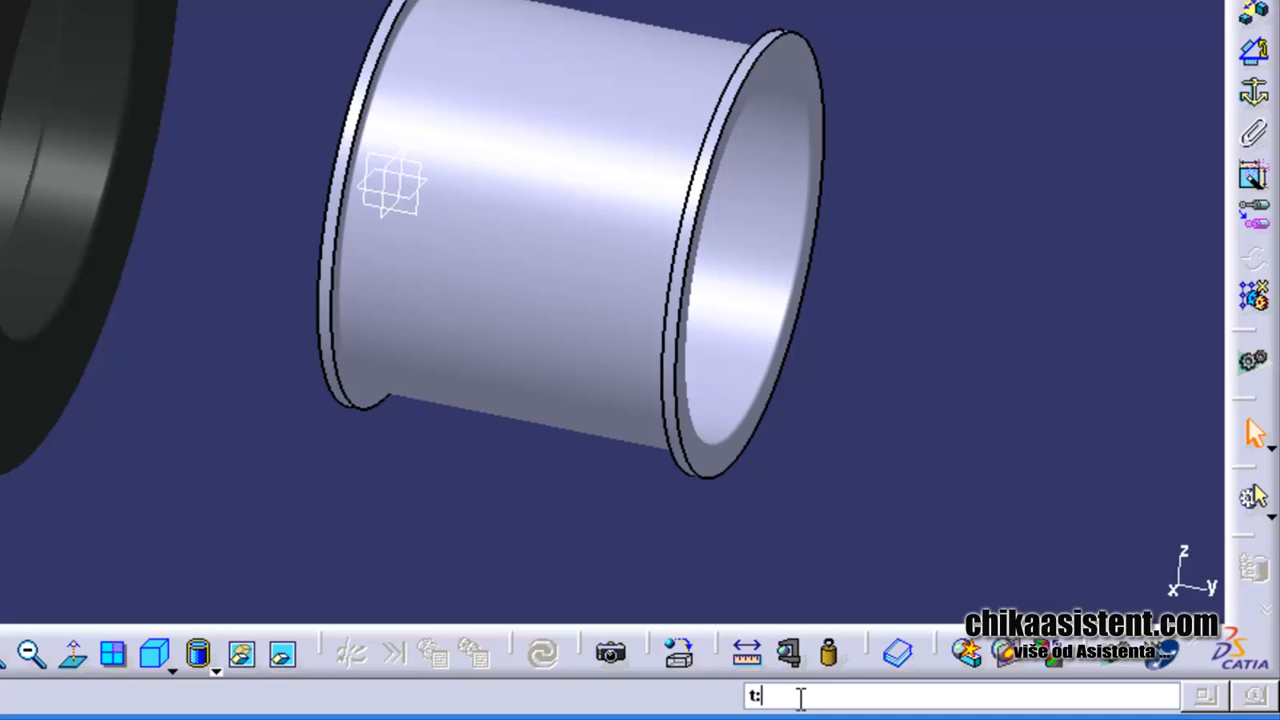 z
x
y
chikaasistent.com
više od Asistenta ...
CATIA
t: